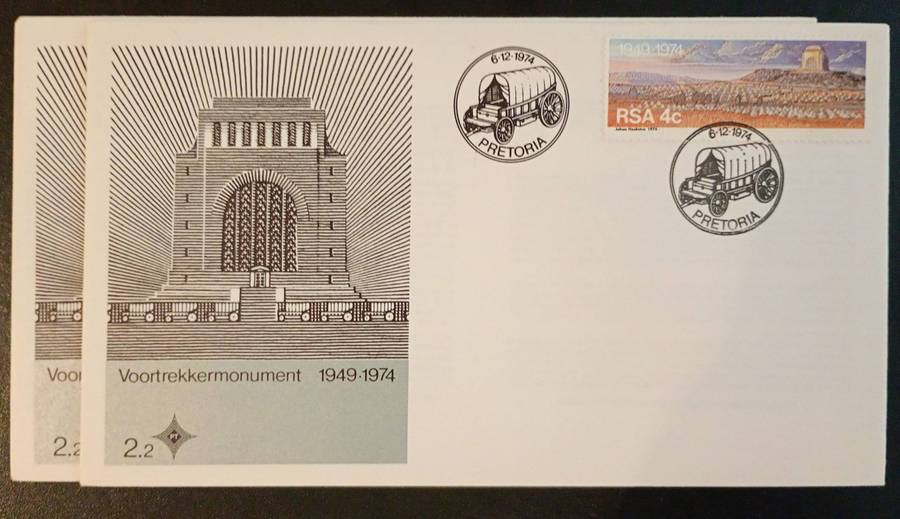 6·12·1974
PRETORIA
1949·1974
RSA 4c
6·12·1974
PRETORIA
Voor
Voortrekkermonument 1949·1974
2.2
2.2